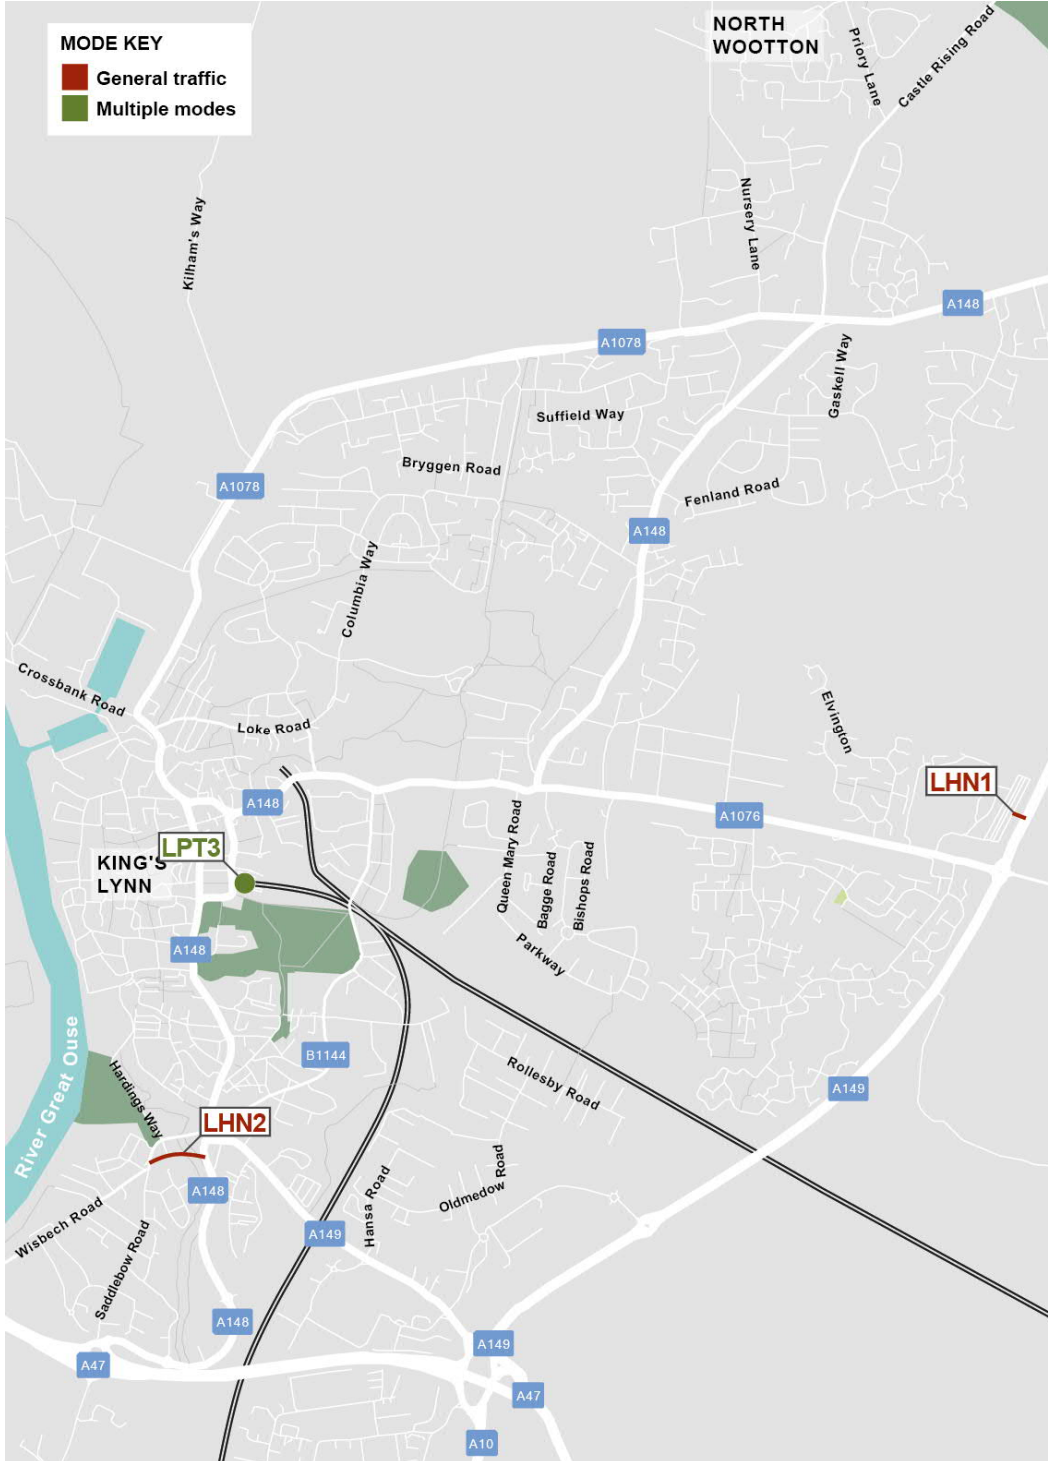 MODE KEY
General traffic
Multiple modes
NORTH
WOOTTON
Priory Lane
Castle Rising Road
Kilham's Way
Nursery Lane
A148
A1078
Gaskell Way
Suffield Way
Bryggen Road
A1078
Fenland Road
A148
Columbia Way
Crossbank Road
Loke Road
Elvington
LHN1
A148
A1076
LPT3
KING'S
LYNN
Queen Mary Road
Bagge Road
Bishops Road
Parkway
A148
River Great Ouse
B1144
Rollesby Road
A149
Hardings Way
LHN2
A148
Wisbech Road
Saddlebow Road
Hansa Road
Oldmedow Road
A149
A148
A149
A47
A47
A10